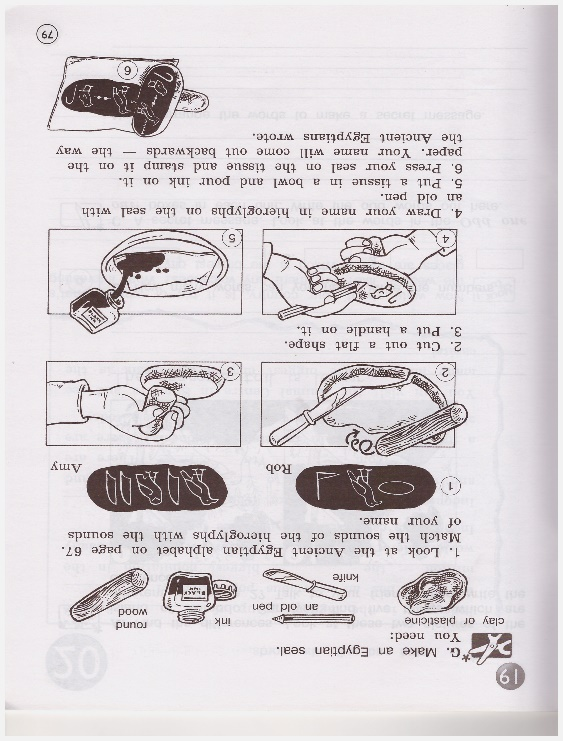 19
*G. Make an Egyptian seal.
You need:
clay or plasticine
an old pen
knife
ink
BLACK
round
wood
1. Look at the Ancient Egyptian alphabet on page 67.
Match the sounds of the hieroglyphs with the sounds
of your name.
1
Rob
Amy
2
3
2. Cut out a flat shape.
3. Put a handle on it.
4
5
4. Draw your name in hieroglyphs on the seal with
an old pen.
5. Put a tissue in a bowl and pour ink on it.
6. Press your seal on the tissue and stamp it on the
paper. Your name will come out backwards — the way
the Ancient Egyptians wrote.
6
79
20